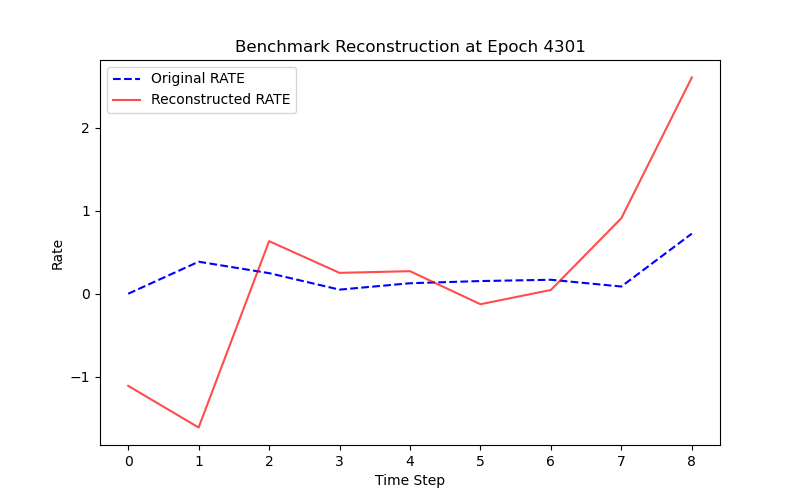 Benchmark Reconstruction at Epoch 4301
Original RATE
Reconstructed RATE
2
1
0
−1
Rate
0 1 2 3 4 5 6 7 8
Time Step